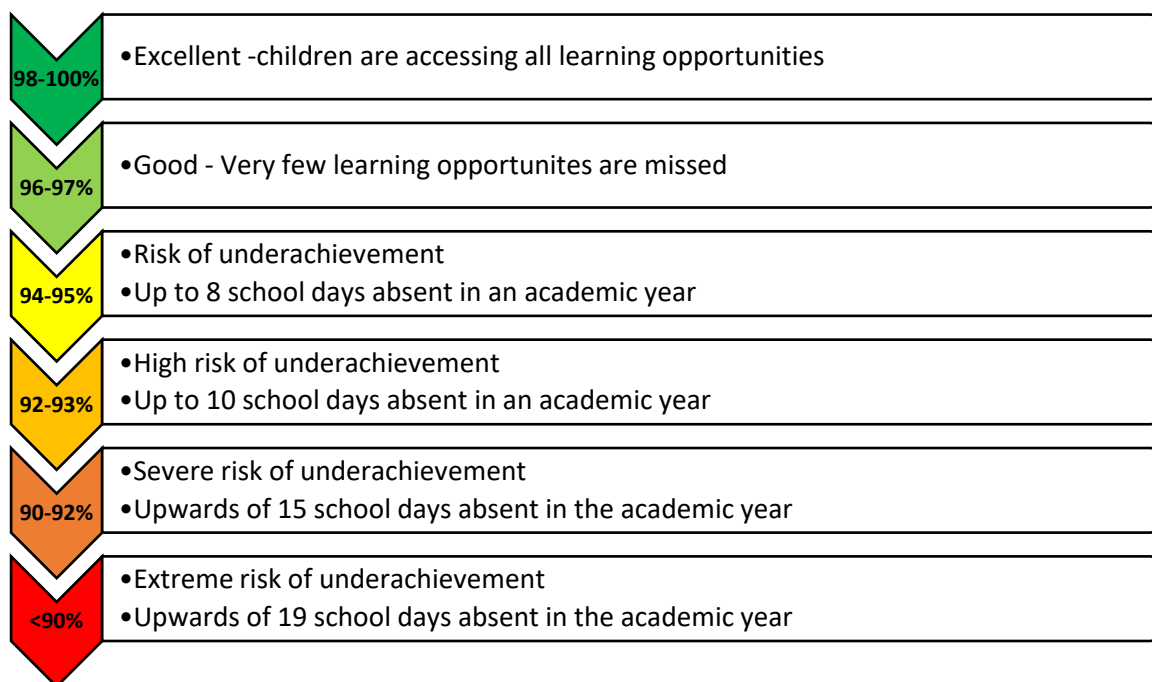 98-100%
•Excellent -children are accessing all learning opportunities
96-97%
•Good - Very few learning opportunites are missed
94-95%
•Risk of underachievement
•Up to 8 school days absent in an academic year
92-93%
•High risk of underachievement
•Up to 10 school days absent in an academic year
90-92%
•Severe risk of underachievement
•Upwards of 15 school days absent in the academic year
<90%
•Extreme risk of underachievement
•Upwards of 19 school days absent in the academic year